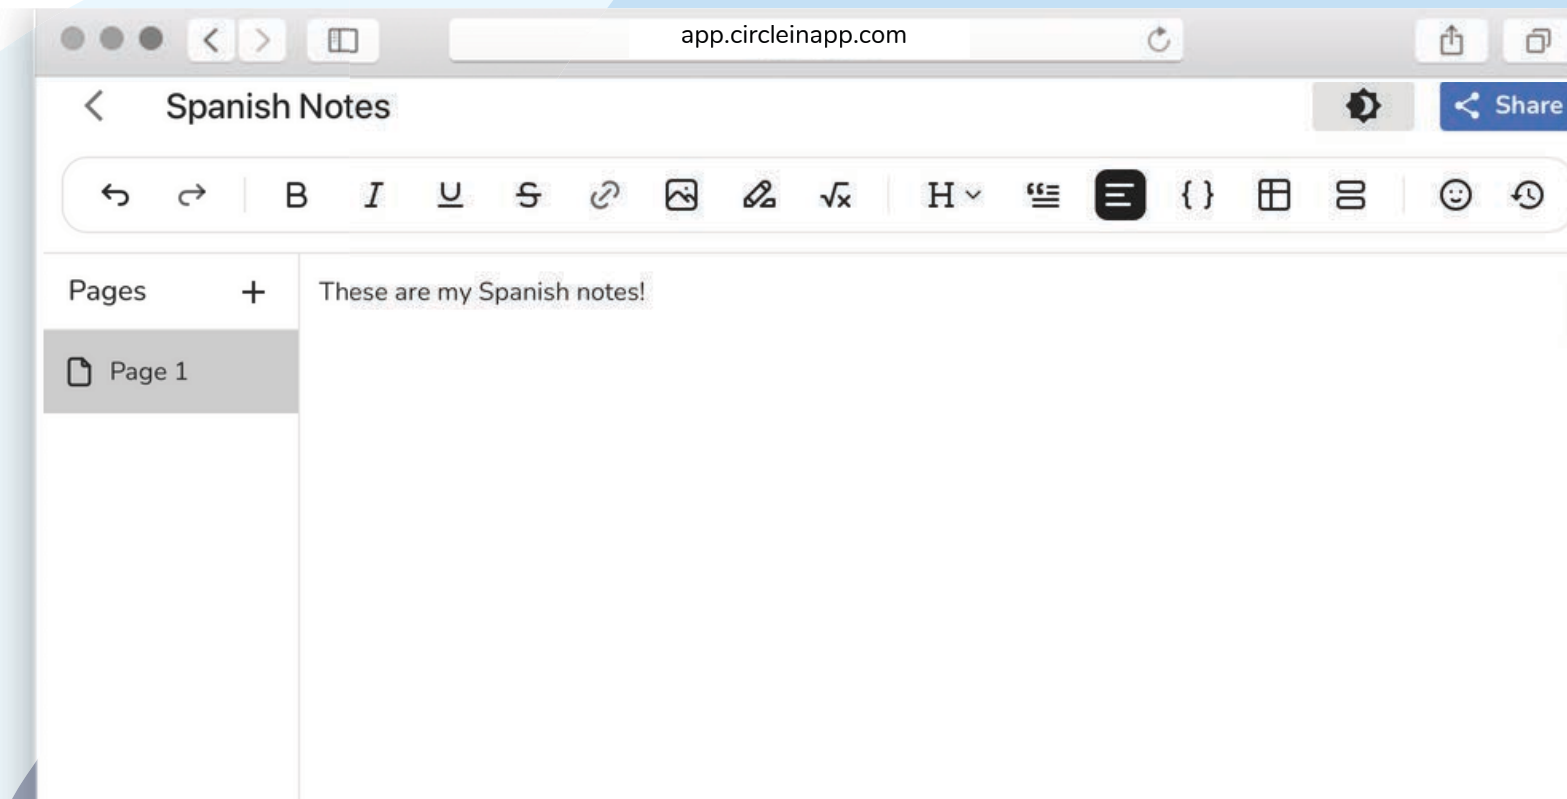 app.circleinapp.com
Spanish Notes
Share
B I U S √x H “ { }
Pages +
These are my Spanish notes!
Page 1